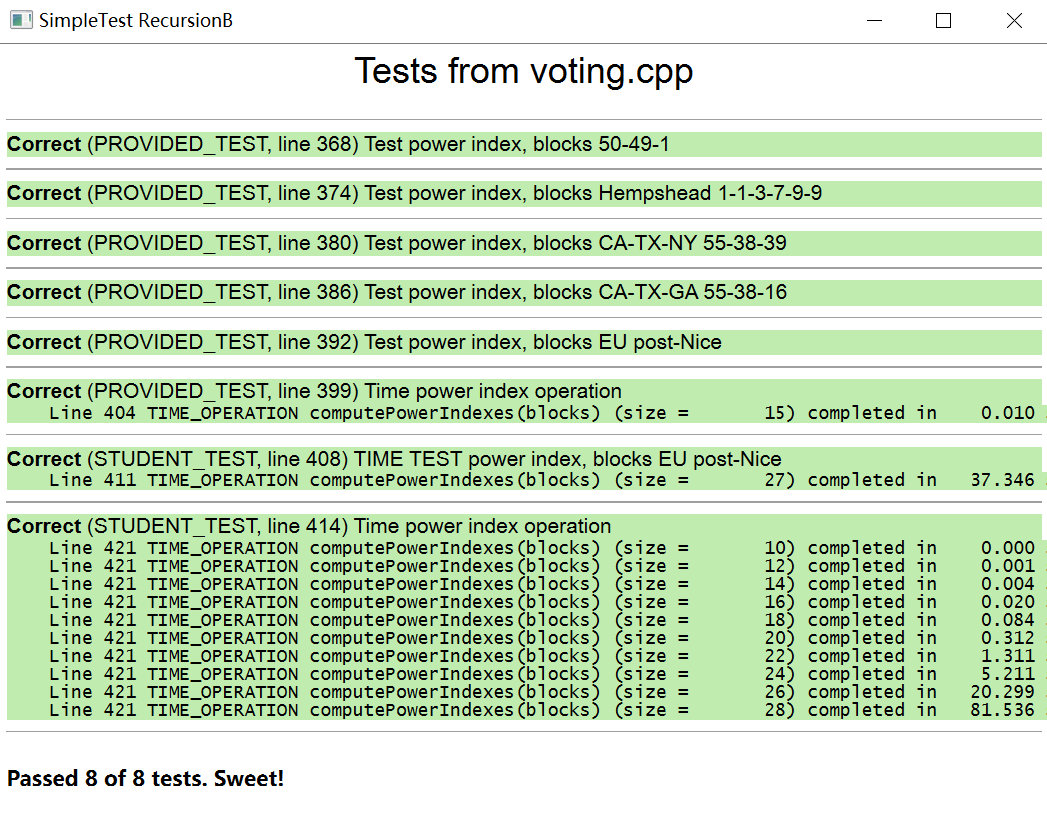 SimpleTest RecursionB
Tests from voting.cpp
Correct (PROVIDED_TEST, line 368) Test power index, blocks 50-49-1
Correct (PROVIDED_TEST, line 374) Test power index, blocks Hempshead 1-1-3-7-9-9
Correct (PROVIDED_TEST, line 380) Test power index, blocks CA-TX-NY 55-38-39
Correct (PROVIDED_TEST, line 386) Test power index, blocks CA-TX-GA 55-38-16
Correct (PROVIDED_TEST, line 392) Test power index, blocks EU post-Nice
Correct (PROVIDED_TEST, line 399) Time power index operation
Line 404 TIME_OPERATION computePowerIndexes(blocks) (size = 15) completed in 0.010
Correct (STUDENT_TEST, line 408) TIME TEST power index, blocks EU post-Nice
Line 411 TIME_OPERATION computePowerIndexes(blocks) (size = 27) completed in 37.346
Correct (STUDENT_TEST, line 414) Time power index operation
Line 421 TIME_OPERATION computePowerIndexes(blocks) (size = 10) completed in 0.000
Line 421 TIME_OPERATION computePowerIndexes(blocks) (size = 12) completed in 0.001
Line 421 TIME_OPERATION computePowerIndexes(blocks) (size = 14) completed in 0.004
Line 421 TIME_OPERATION computePowerIndexes(blocks) (size = 16) completed in 0.020
Line 421 TIME_OPERATION computePowerIndexes(blocks) (size = 18) completed in 0.084
Line 421 TIME_OPERATION computePowerIndexes(blocks) (size = 20) completed in 0.312
Line 421 TIME_OPERATION computePowerIndexes(blocks) (size = 22) completed in 1.311
Line 421 TIME_OPERATION computePowerIndexes(blocks) (size = 24) completed in 5.211
Line 421 TIME_OPERATION computePowerIndexes(blocks) (size = 26) completed in 20.299
Line 421 TIME_OPERATION computePowerIndexes(blocks) (size = 28) completed in 81.536
Passed 8 of 8 tests. Sweet!